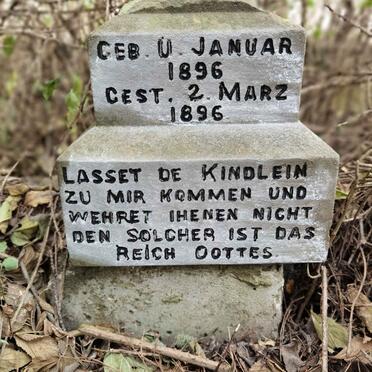 GEB. U. JANUAR
1896
GEST. 2. MARZ
1896
LASSET DE KINDLEIN
ZU MIR KOMMEN UND
WEHRET IHENEN NICHT
DEN SOLCHER IST DAS
REICH GOTTES